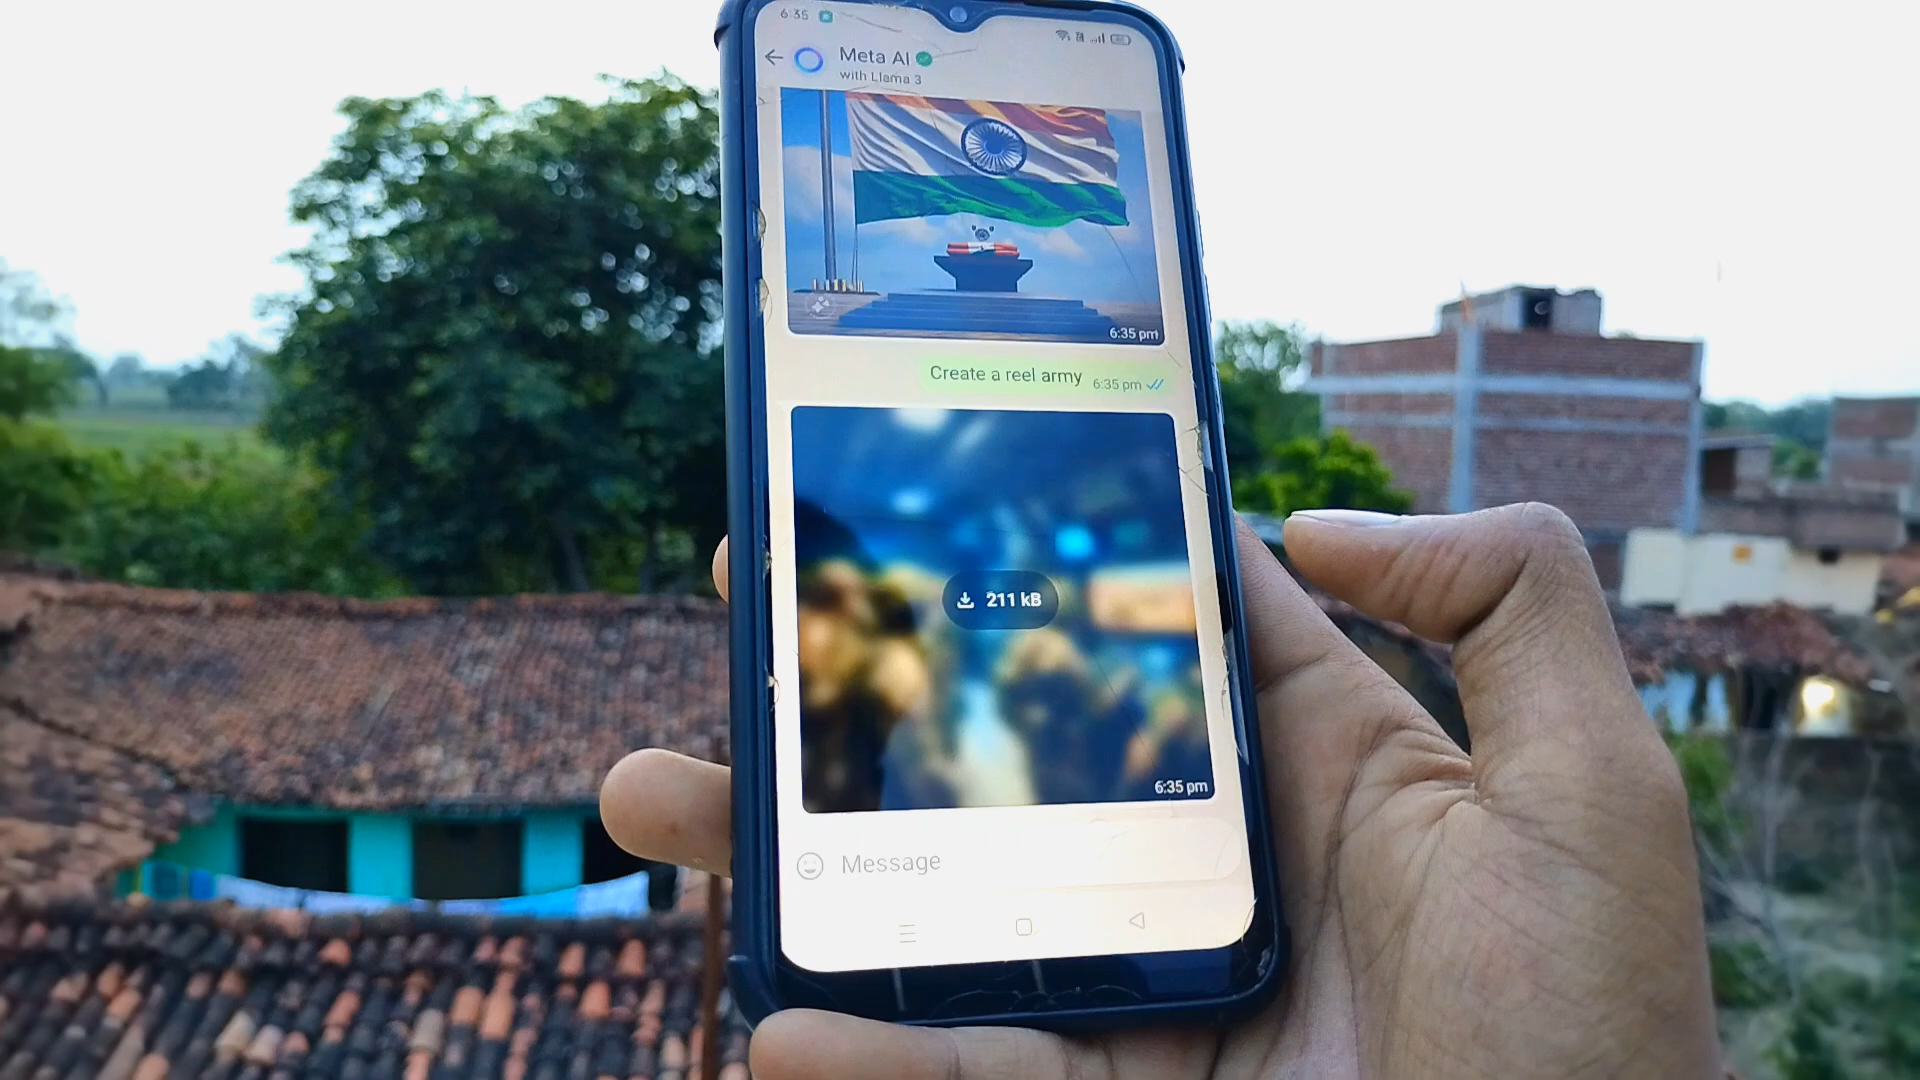 6:35
Meta AI
with Llama 3
6:35 pm
Create a reel army 6:35 pm
211 kB
6:35 pm
Message